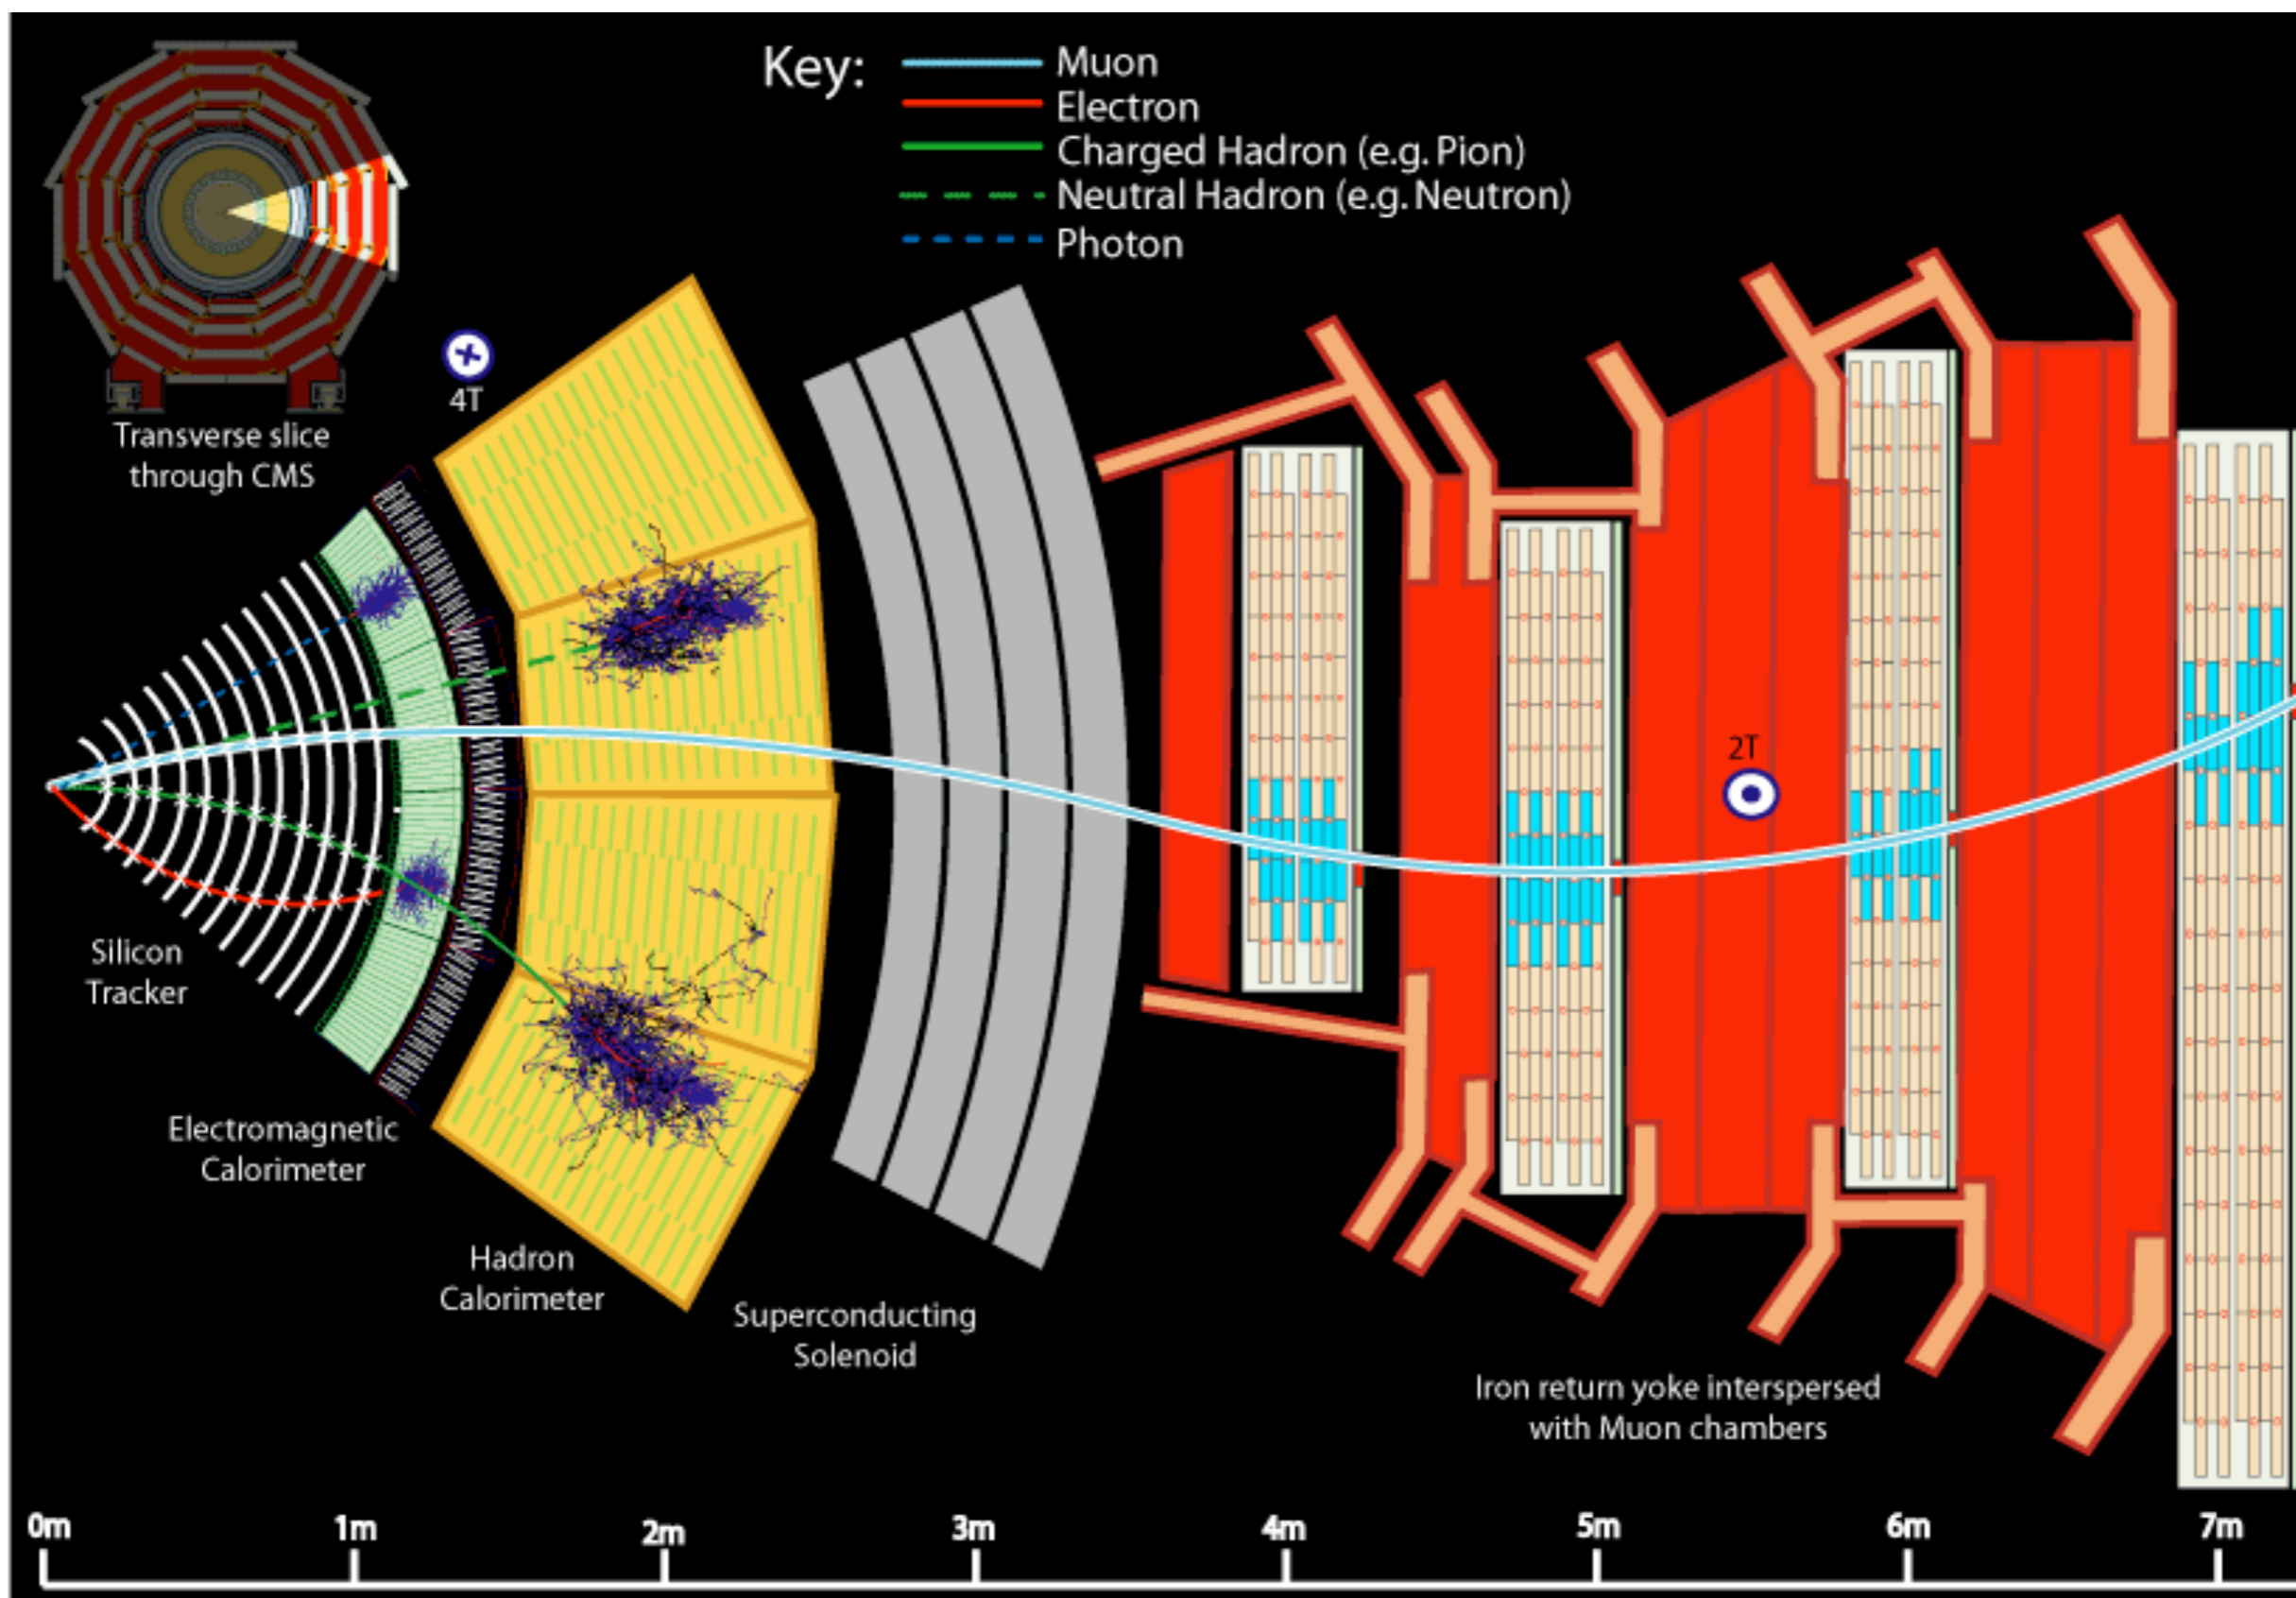 Key:
Muon
Electron
Charged Hadron (e.g. Pion)
Neutral Hadron (e.g. Neutron)
Photon
4T
Transverse slice
through CMS
2T
Silicon
Tracker
Electromagnetic
Calorimeter
Hadron
Calorimeter
Superconducting
Solenoid
Iron return yoke interspersed
with Muon chambers
0m 1m 2m 3m 4m 5m 6m 7m